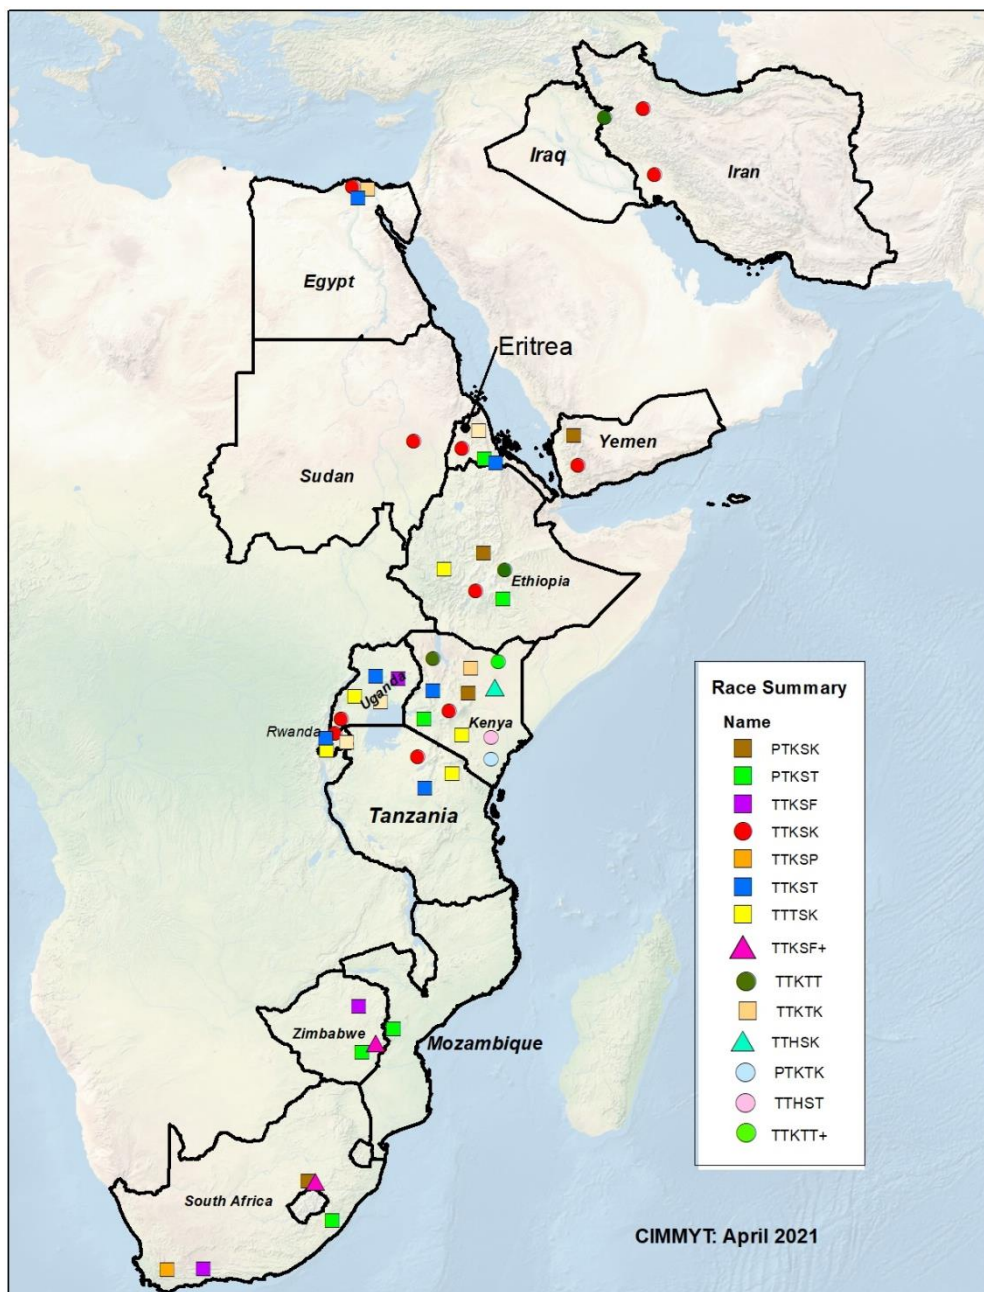 Iraq
Iran
Egypt
Eritrea
Yemen
Sudan
Ethiopia
Uganda
Rwanda
Kenya
Tanzania
Zimbabwe
Mozambique
South Africa
Race Summary
Name
PTKSK
PTKST
TTKSF
TTKSK
TTKSP
TTKST
TTTSK
TTKSF+
TTKTT
TTKTK
TTHSK
PTKTK
TTHST
TTKTT+
CIMMYT: April 2021